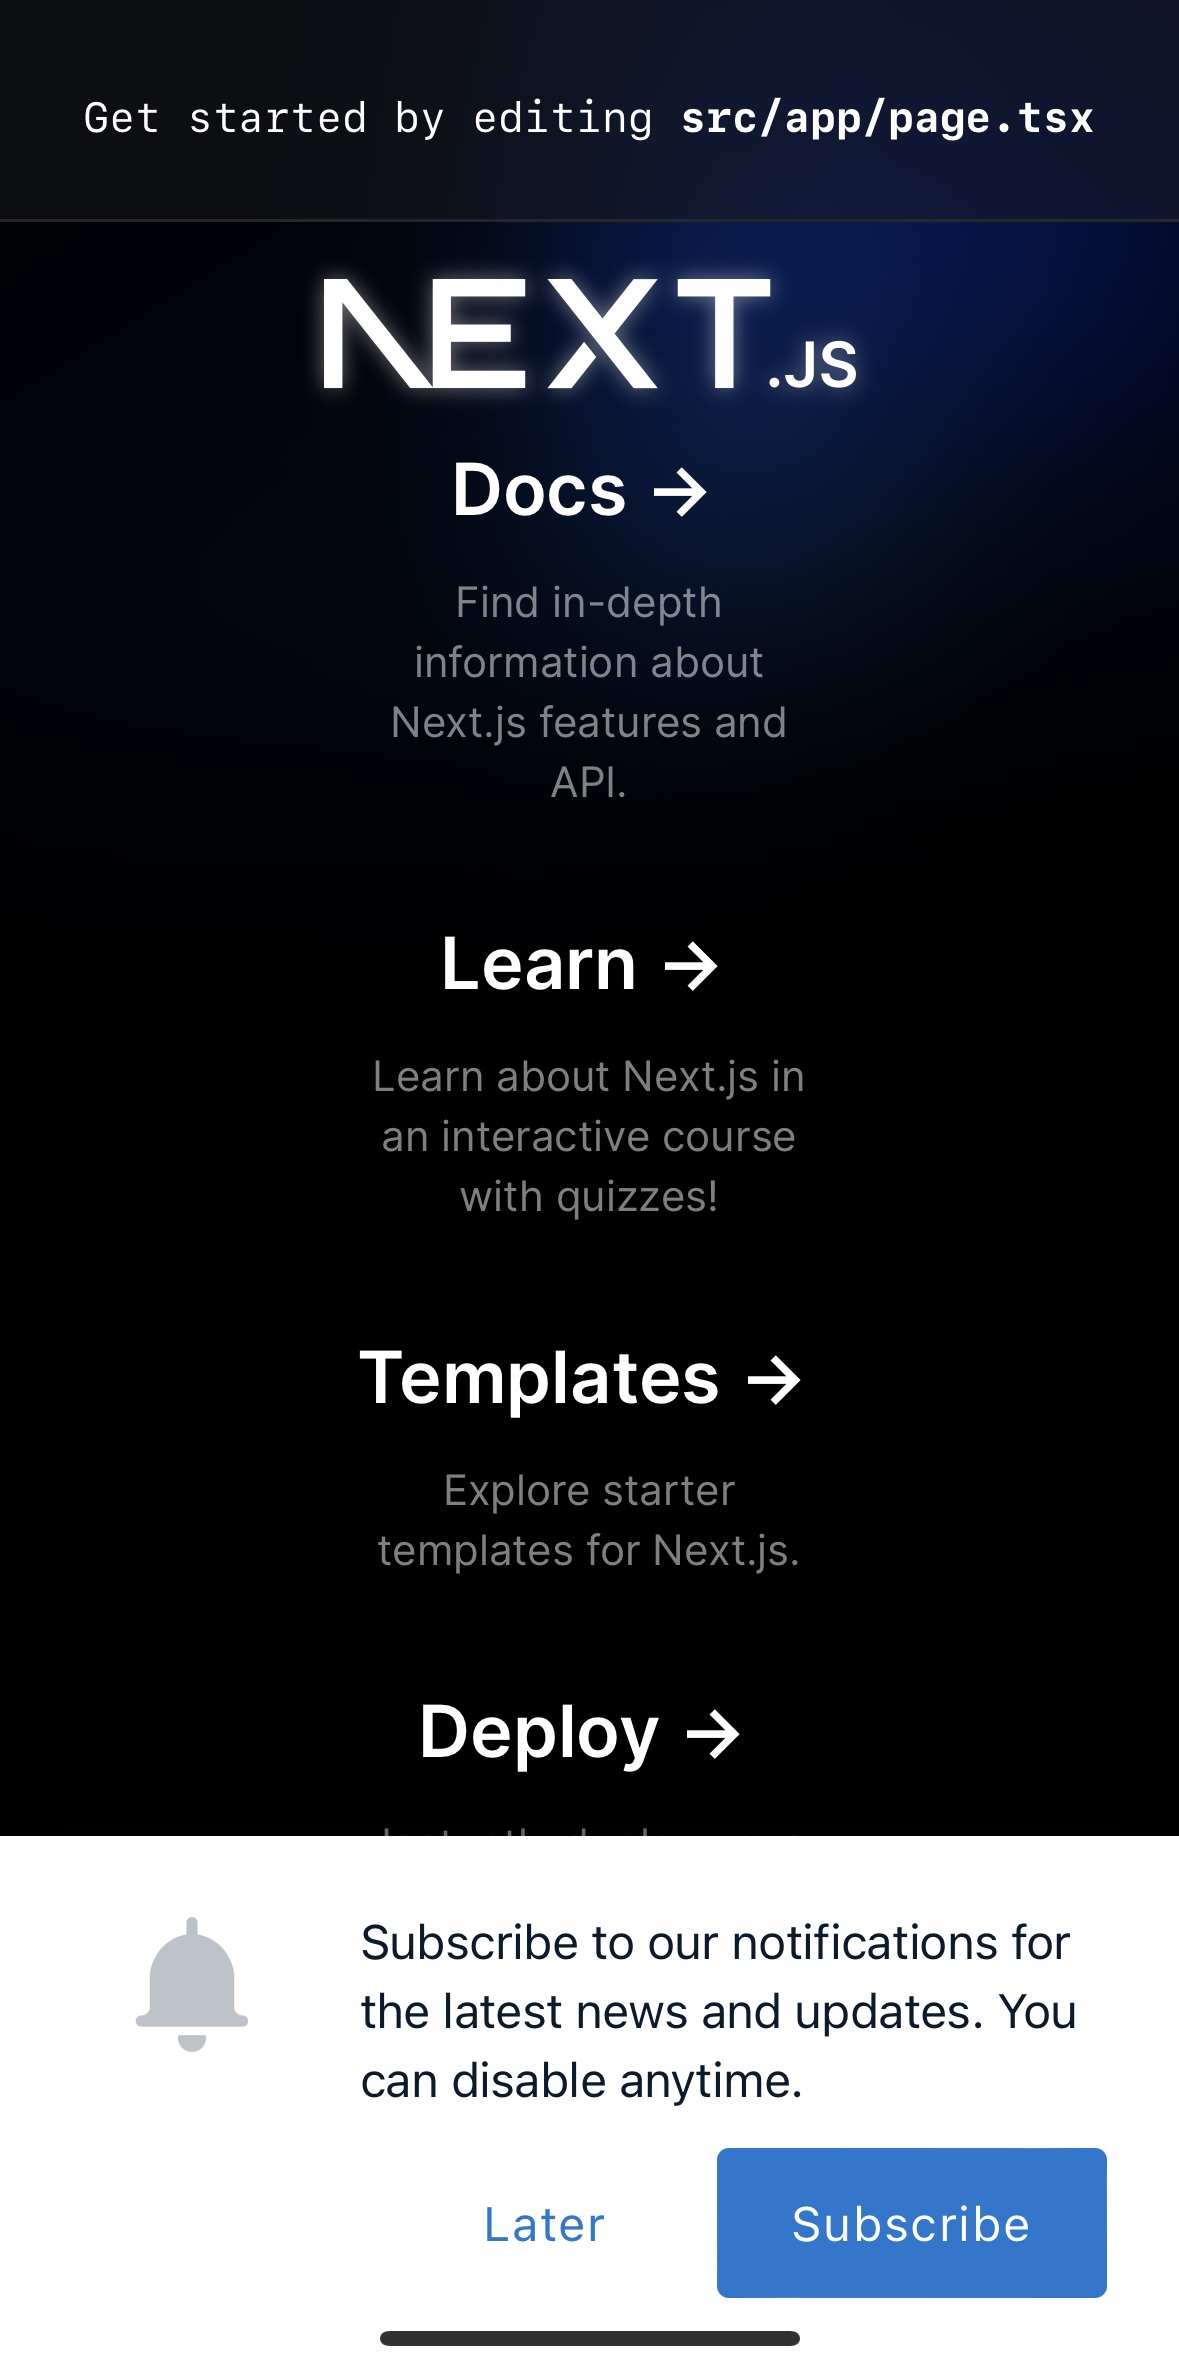 Get started by editing src/app/page.tsx
NEXT.JS
Docs →
Find in-depth
information about
Next.js features and
API.
Learn →
Learn about Next.js in
an interactive course
with quizzes!
Templates →
Explore starter
templates for Next.js.
Deploy →
Subscribe to our notifications for
the latest news and updates. You
can disable anytime.
Later
Subscribe